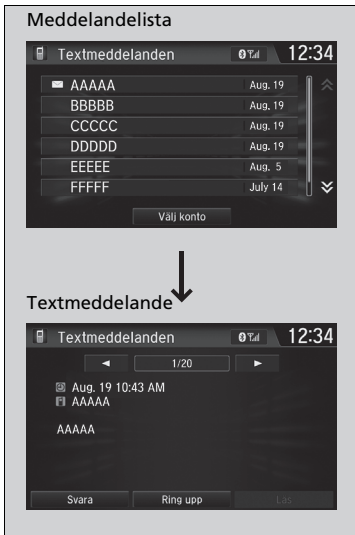 Meddelandelista
Textmeddelanden 12:34
AAAAA Aug. 19
BBBBB Aug. 19
CCCCC Aug. 19
DDDDD Aug. 19
EEEEE Aug. 5
FFFFF July 14
Välj konto
Textmeddelande
Textmeddelanden 12:34
1/20
Aug. 19 10:43 AM
AAAAA
AAAAA
Svara Ring upp Läs